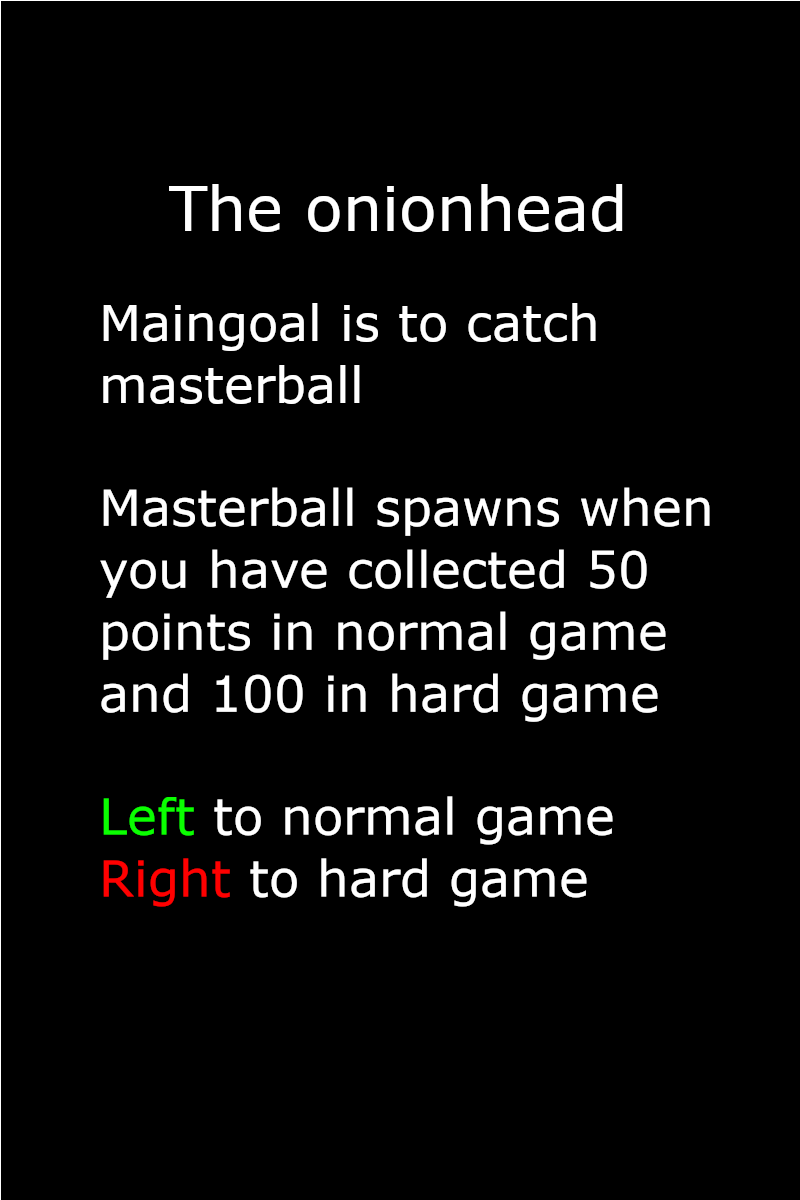 The onionhead
Maingoal is to catch
masterball
Masterball spawns when
you have collected 50
points in normal game
and 100 in hard game
Left to normal game
Right to hard game